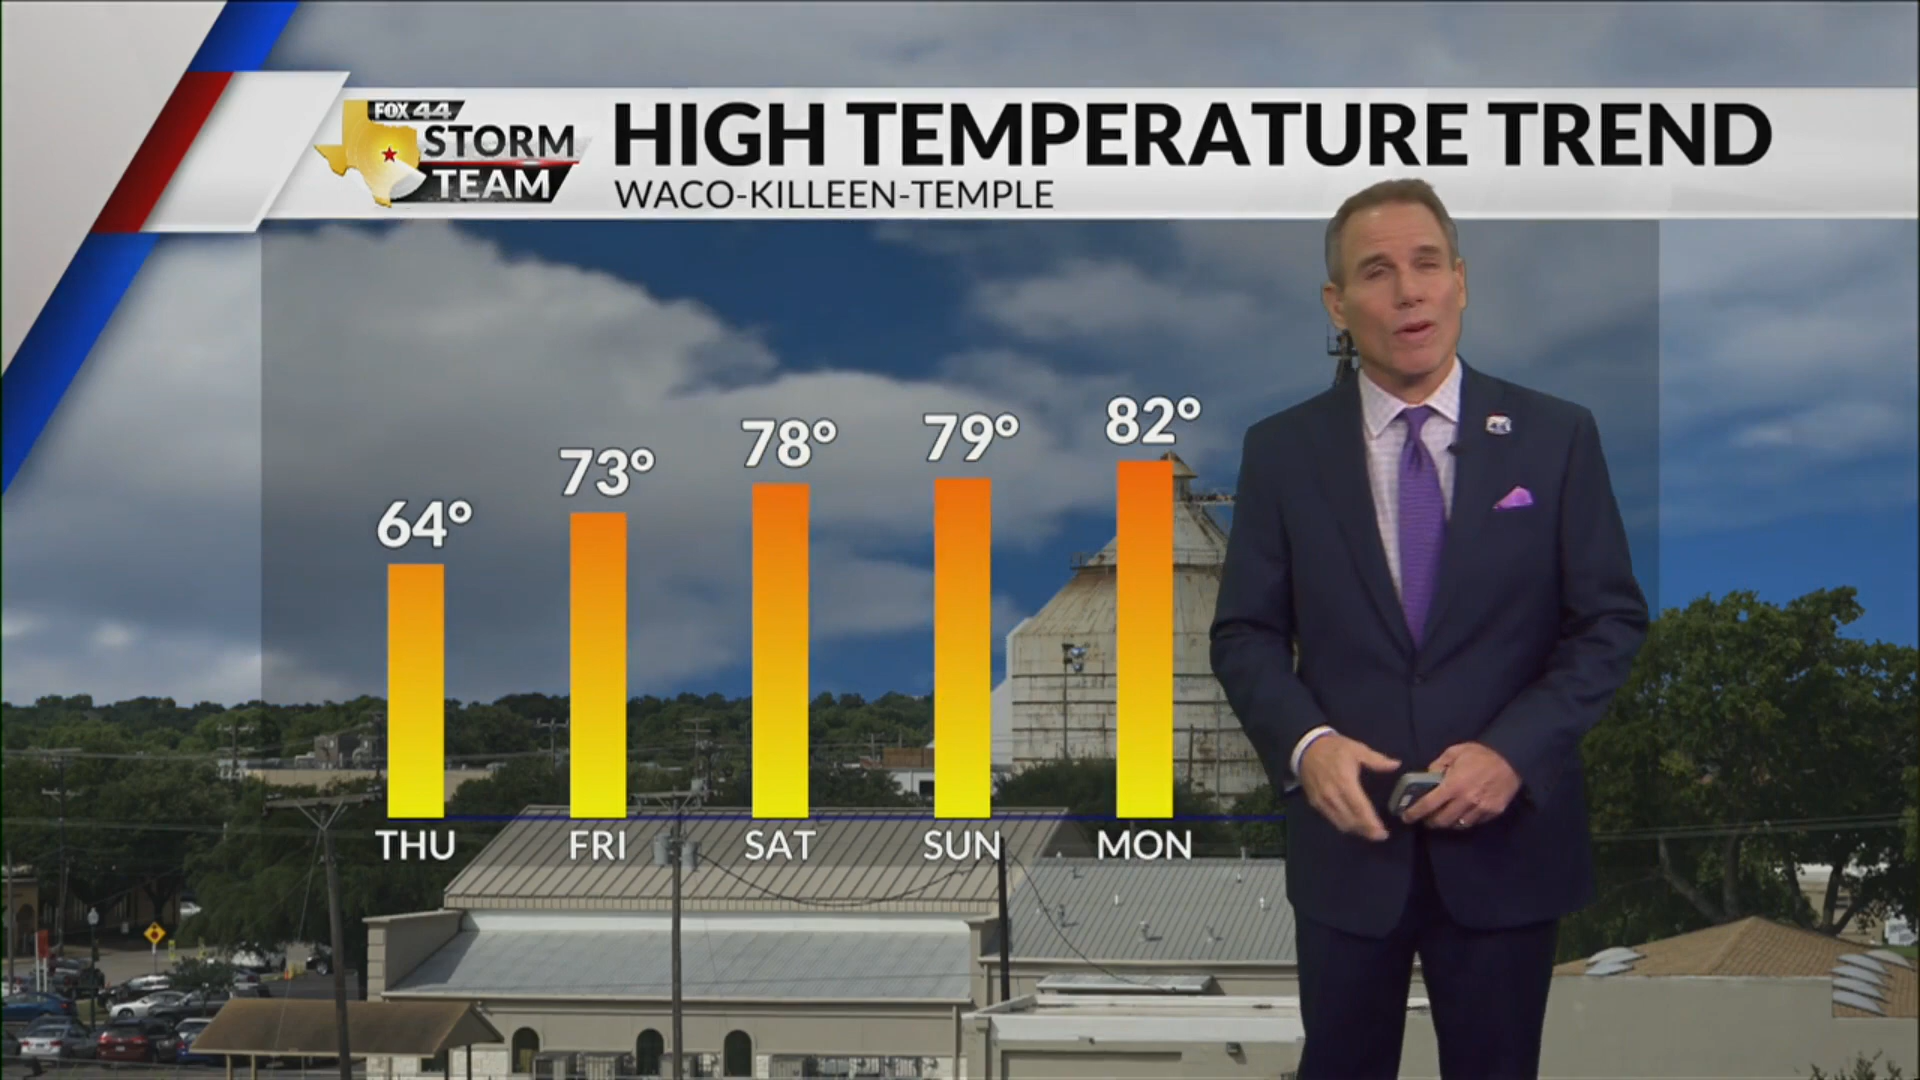 FOX 44
STORM
TEAM
HIGH TEMPERATURE TREND
WACO-KILLEEN-TEMPLE
64° 73° 78° 79° 82°
THU FRI SAT SUN MON